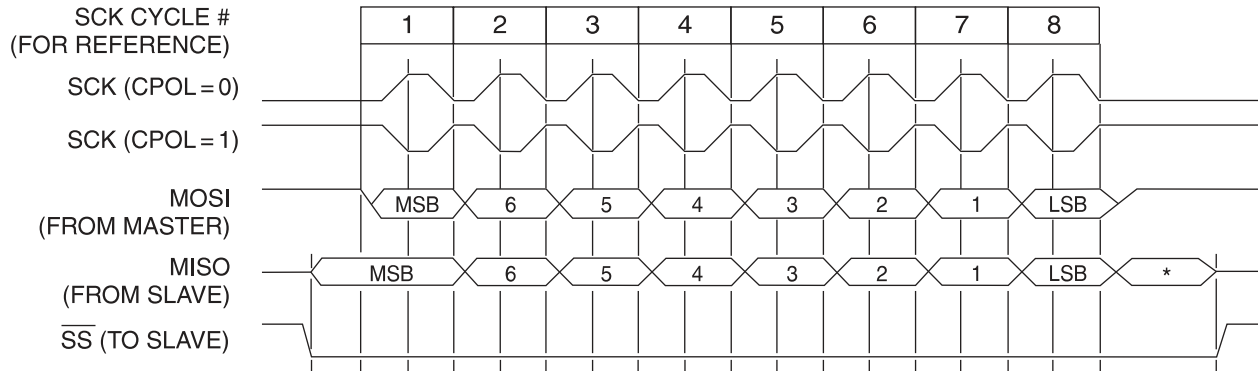 SCK CYCLE #
(FOR REFERENCE)
1 2 3 4 5 6 7 8
SCK (CPOL = 0)
SCK (CPOL = 1)
MOSI
(FROM MASTER)
MSB 6 5 4 3 2 1 LSB
MISO
(FROM SLAVE)
MSB 6 5 4 3 2 1 LSB *
SS (TO SLAVE)